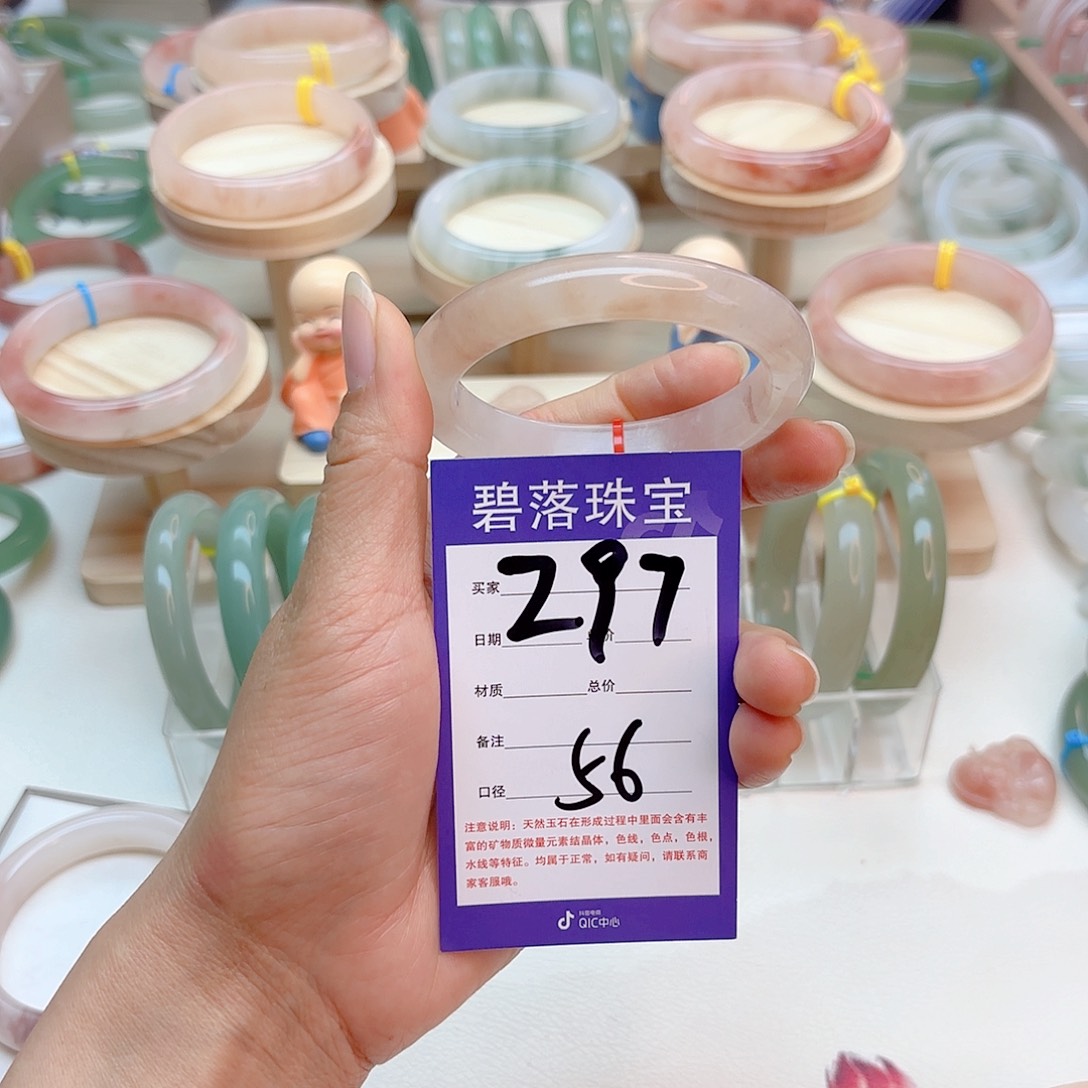 碧落珠宝
买家 297
日期
材质 总价
备注
口径 56
注意说明：天然玉石在形成过程中里面会含有丰
富的矿物质微量元素结晶体，色线，色点，色根，
水线等特征。均属于正常，如有疑问，请联系商
家客服哦。
抖音电商
QIC中心